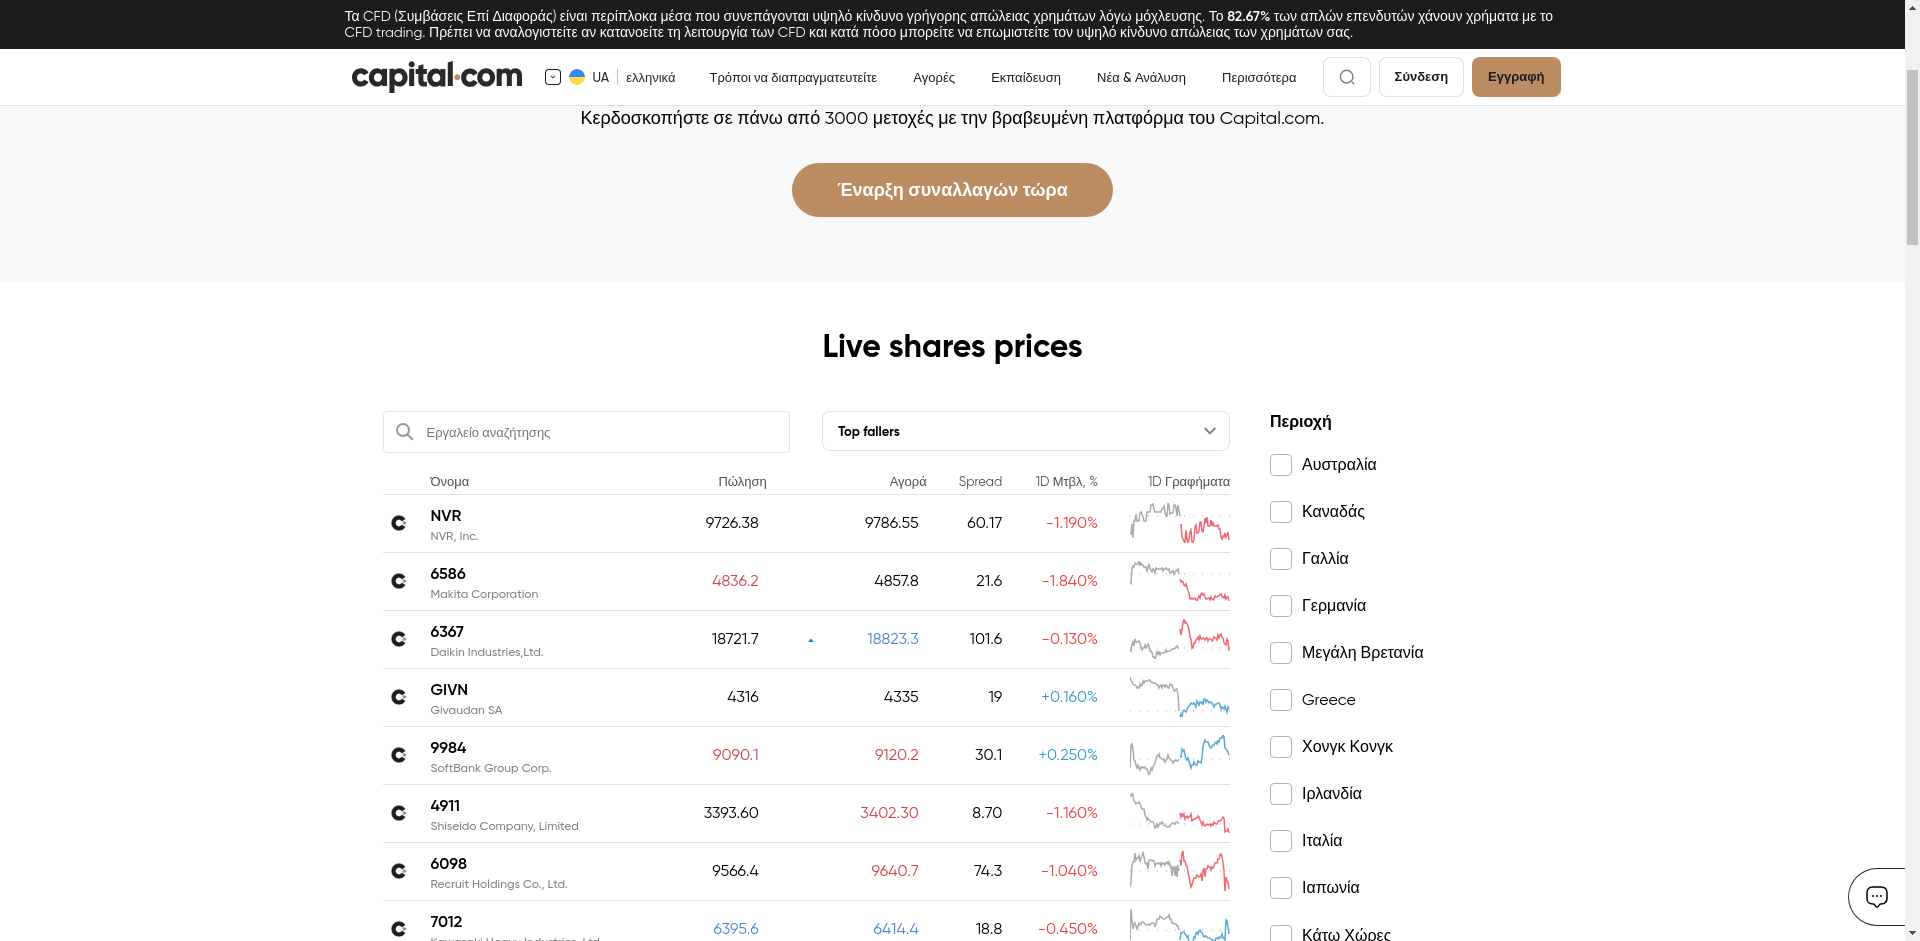 Τα CFD (Συμβάσεις Επί Διαφοράς) είναι περίπλοκα μέσα που συνεπάγονται υψηλό κίνδυνο γρήγορης απώλειας χρημάτων λόγω μόχλευσης. Το 82.67% των απλών επενδυτών χάνουν χρήματα με το
CFD trading. Πρέπει να αναλογιστείτε αν κατανοείτε τη λειτουργία των CFD και κατά πόσο μπορείτε να επωμιστείτε τον υψηλό κίνδυνο απώλειας των χρημάτων σας.
capital.com UA ελληνικά Τρόποι να διαπραγματευτείτε Αγορές Εκπαίδευση Νέα & Ανάλυση Περισσότερα Σύνδεση Εγγραφή
Κερδοσκοπήστε σε πάνω από 3000 μετοχές με την βραβευμένη πλατφόρμα του Capital.com.
Έναρξη συναλλαγών τώρα
Live shares prices
Εργαλείο αναζήτησης
Top fallers
Όνομα Πώληση Αγορά Spread 1D Μτβλ, % 1D Γραφήματα
NVR 9726.38 9786.55 60.17 -1.190%
NVR, Inc.
6586 4836.2 4857.8 21.6 -1.840%
Makita Corporation
6367 18721.7 18823.3 101.6 -0.130%
Daikin Industries,Ltd.
GIVN 4316 4335 19 +0.160%
Givaudan SA
9984 9090.1 9120.2 30.1 +0.250%
SoftBank Group Corp.
4911 3393.60 3402.30 8.70 -1.160%
Shiseido Company, Limited
6098 9566.4 9640.7 74.3 -1.040%
Recruit Holdings Co., Ltd.
7012 6395.6 6414.4 18.8 -0.450%
Kawasaki Heavy Industries, Ltd.
Περιοχή
Αυστραλία
Καναδάς
Γαλλία
Γερμανία
Μεγάλη Βρετανία
Greece
Χονγκ Κονγκ
Ιρλανδία
Ιταλία
Ιαπωνία
Κάτω Χώρες